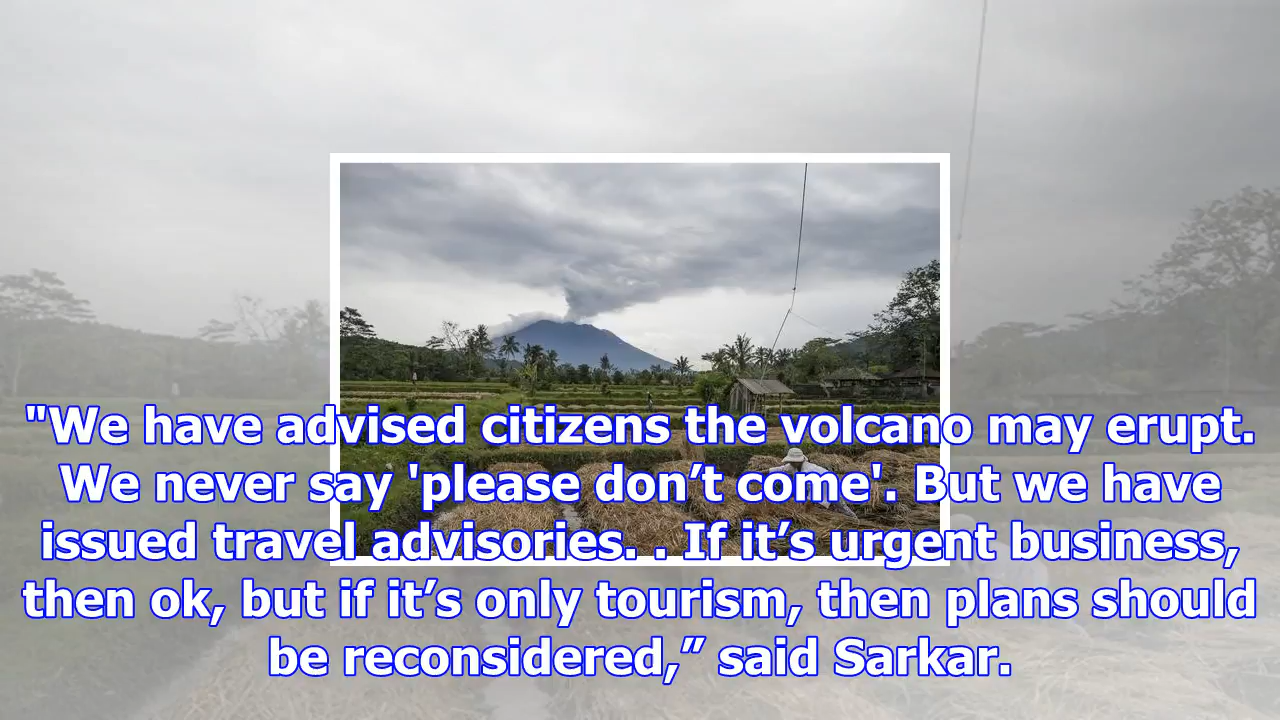 "We have advised citizens the volcano may erupt.
We never say 'please don’t come'. But we have
issued travel advisories. . If it’s urgent business,
then ok, but if it’s only tourism, then plans should
be reconsidered,” said Sarkar.